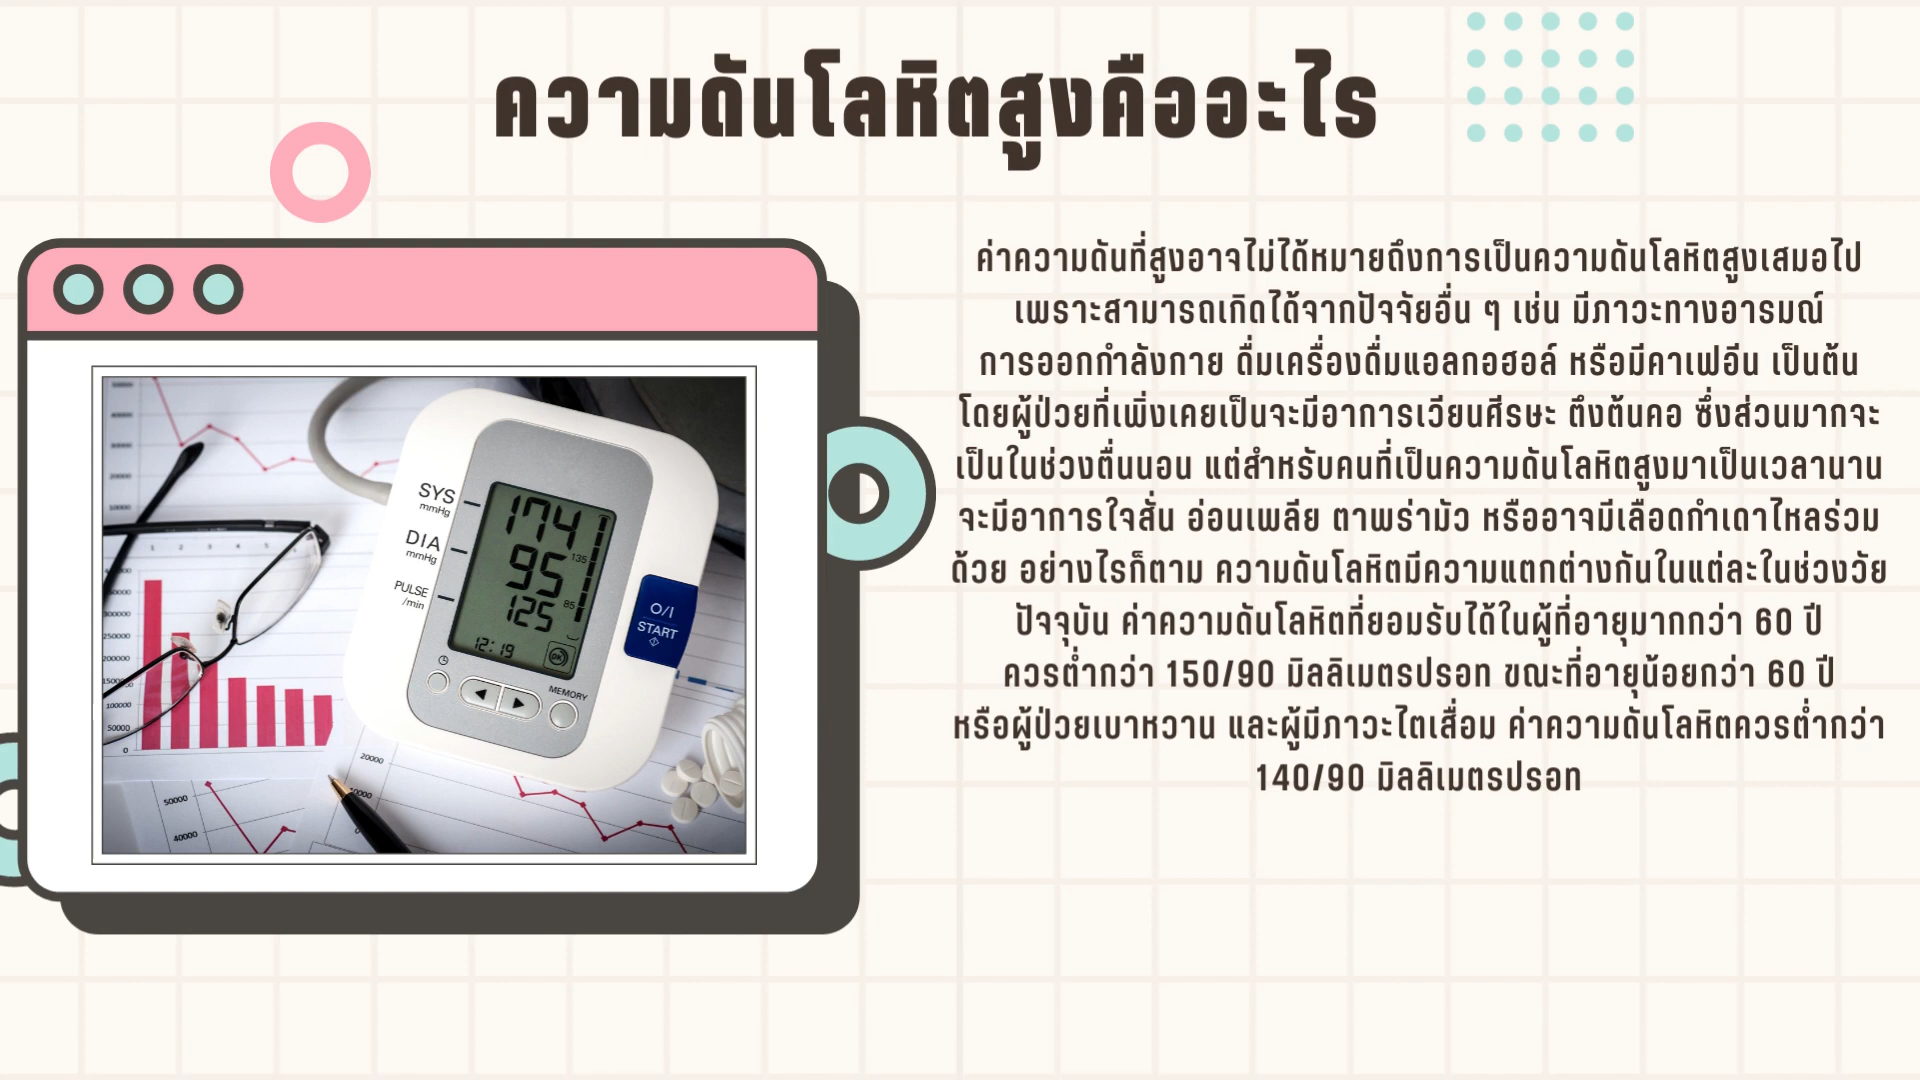 ความดันโลหิตสูงคืออะไร
ค่าความดันที่สูงอาจไม่ได้หมายถึงการเป็นความดันโลหิตสูงเสมอไป
เพราะสามารถเกิดได้จากปัจจัยอื่น ๆ เช่น มีภาวะทางอารมณ์
การออกกำลังกาย ดื่มเครื่องดื่มแอลกอฮอล์ หรือมีคาเฟอีน เป็นต้น
โดยผู้ป่วยที่เพิ่งเคยเป็นจะมีอาการเวียนศีรษะ ตึงต้นคอ ซึ่งส่วนมากจะ
เป็นในช่วงตื่นนอน แต่สำหรับคนที่เป็นความดันโลหิตสูงมาเป็นเวลานาน
จะมีอาการใจสั่น อ่อนเพลีย ตาพร่ามัว หรืออาจมีเลือดกำเดาไหลร่วม
ด้วย อย่างไรก็ตาม ความดันโลหิตมีความแตกต่างกันในแต่ละในช่วงวัย
ปัจจุบัน ค่าความดันโลหิตที่ยอมรับได้ในผู้ที่อายุมากกว่า 60 ปี
ควรต่ำกว่า 150/90 มิลลิเมตรปรอท ขณะที่อายุน้อยกว่า 60 ปี
หรือผู้ป่วยเบาหวาน และผู้มีภาวะไตเสื่อม ค่าความดันโลหิตควรต่ำกว่า
140/90 มิลลิเมตรปรอท
SYS
mmHg
174
DIA
mmHg
95
135
PULSE
/min
125
85
12:19
OK
O/I
START
MEMORY
1 2 3 4 5
300000
250000
200000
150000
100000
50000
0
50000
40000
20000